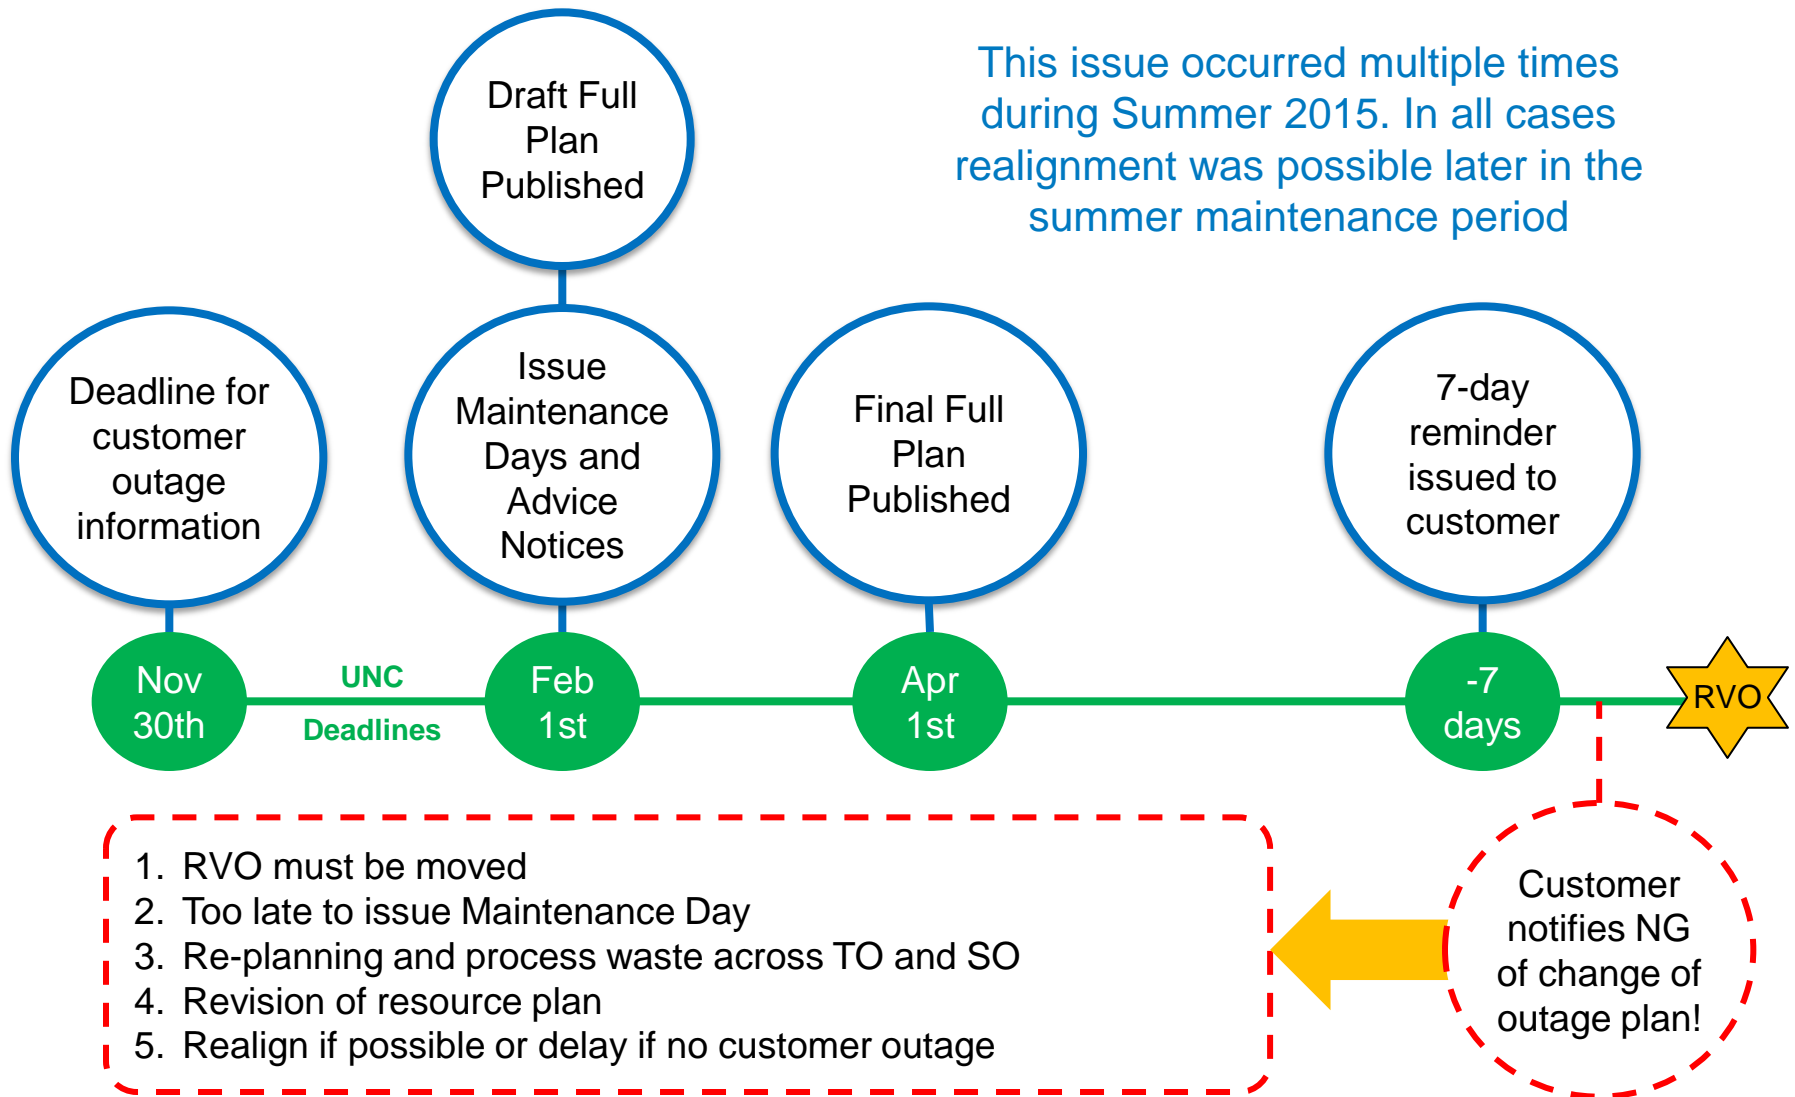 Draft Full
Plan
Published
This issue occurred multiple times
during Summer 2015. In all cases
realignment was possible later in the
summer maintenance period
Deadline for
customer
outage
information
Issue
Maintenance
Days and
Advice
Notices
Final Full
Plan
Published
7-day
reminder
issued to
customer
Nov
30th
UNC
Deadlines
Feb
1st
Apr
1st
-7
days
RVO
1. RVO must be moved
2. Too late to issue Maintenance Day
3. Re-planning and process waste across TO and SO
4. Revision of resource plan
5. Realign if possible or delay if no customer outage
Customer
notifies NG
of change of
outage plan!